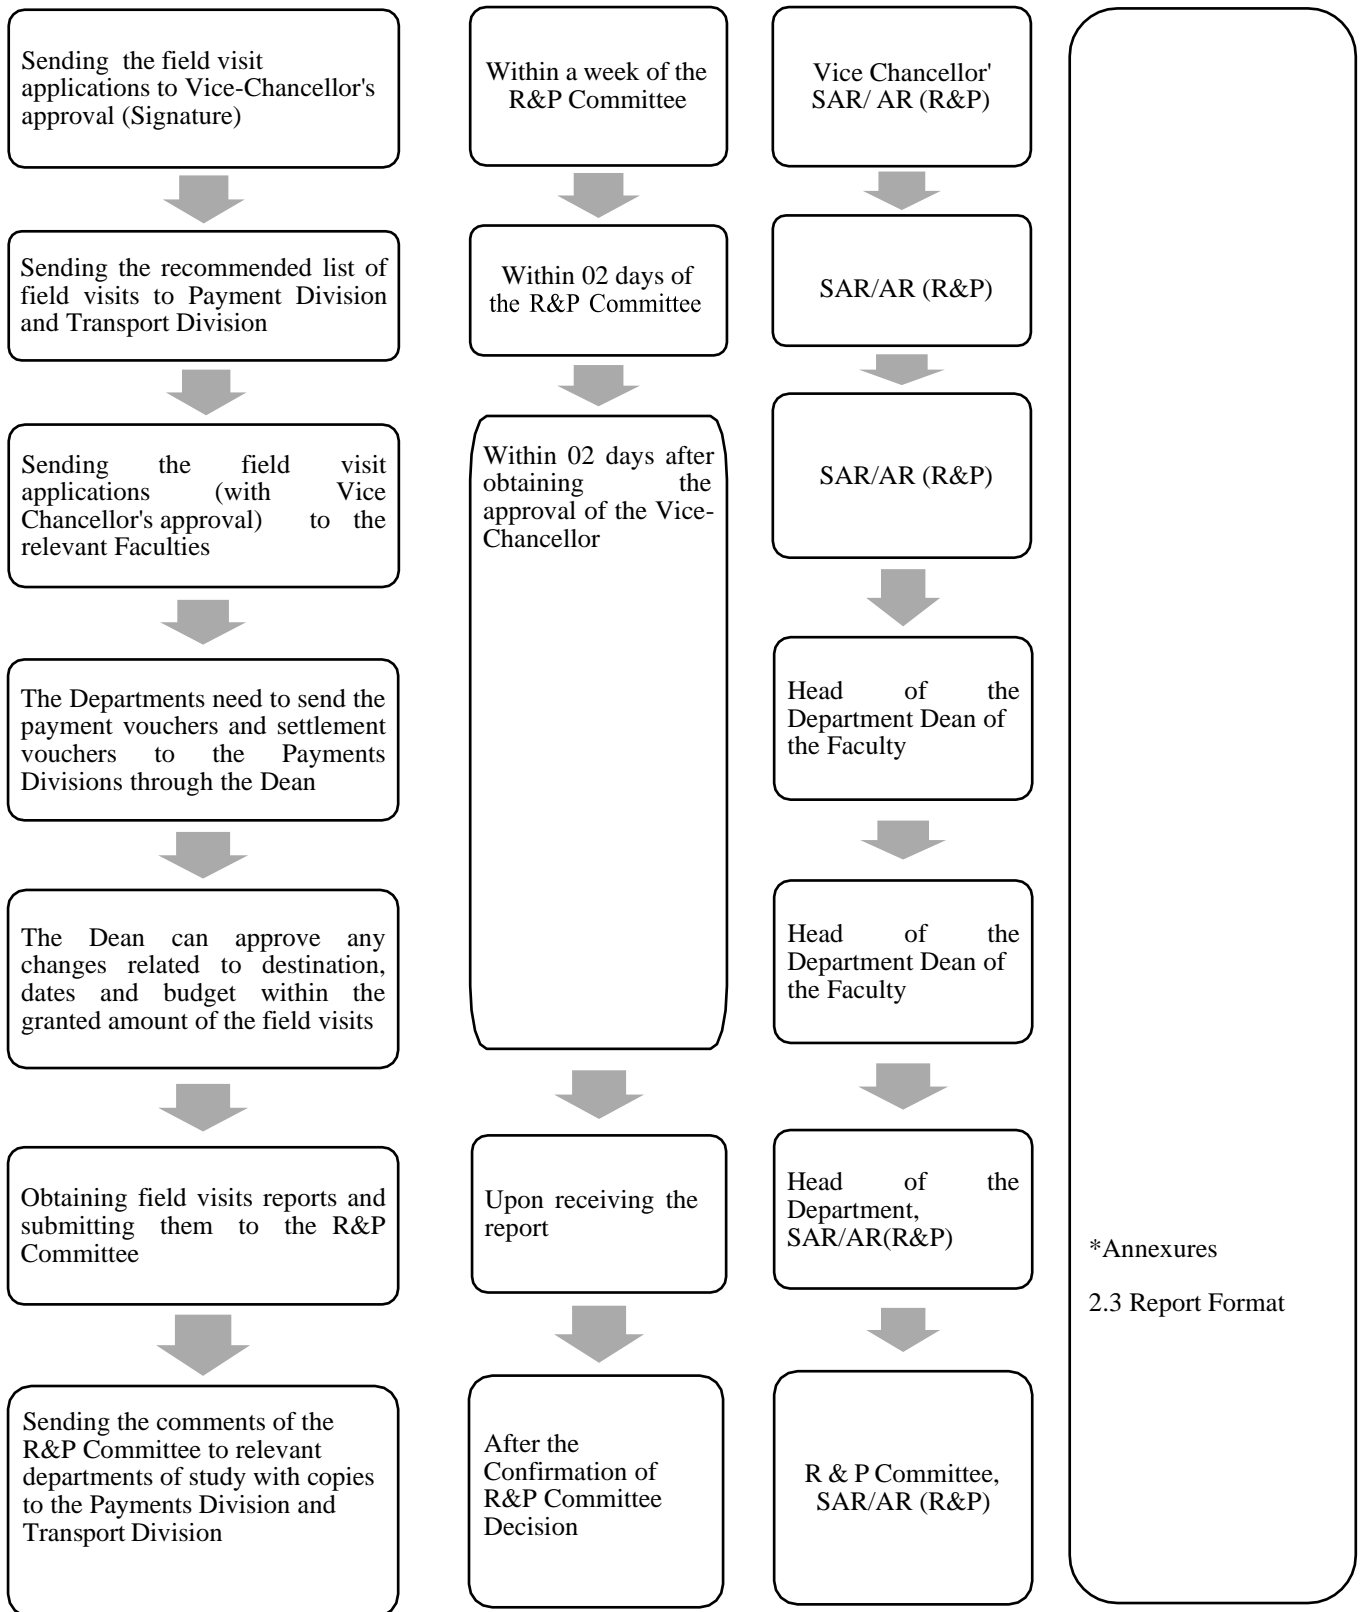 Sending the field visit
applications to Vice-Chancellor's
approval (Signature)
Within a week of the
R&P Committee
Vice Chancellor'
SAR/ AR (R&P)
Sending the recommended list of
field visits to Payment Division
and Transport Division
Within 02 days of
the R&P Committee
SAR/AR (R&P)
Sending the field visit
applications (with Vice
Chancellor's approval) to the
relevant Faculties
Within 02 days after
obtaining the
approval of the Vice-
Chancellor
SAR/AR (R&P)
The Departments need to send the
payment vouchers and settlement
vouchers to the Payments
Divisions through the Dean
Head of the
Department Dean of
the Faculty
The Dean can approve any
changes related to destination,
dates and budget within the
granted amount of the field visits
Head of the
Department Dean of
the Faculty
Obtaining field visits reports and
submitting them to the R&P
Committee
Upon receiving the
report
Head of the
Department,
SAR/AR(R&P)
*Annexures
2.3 Report Format
Sending the comments of the
R&P Committee to relevant
departments of study with copies
to the Payments Division and
Transport Division
After the
Confirmation of
R&P Committee
Decision
R & P Committee,
SAR/AR (R&P)